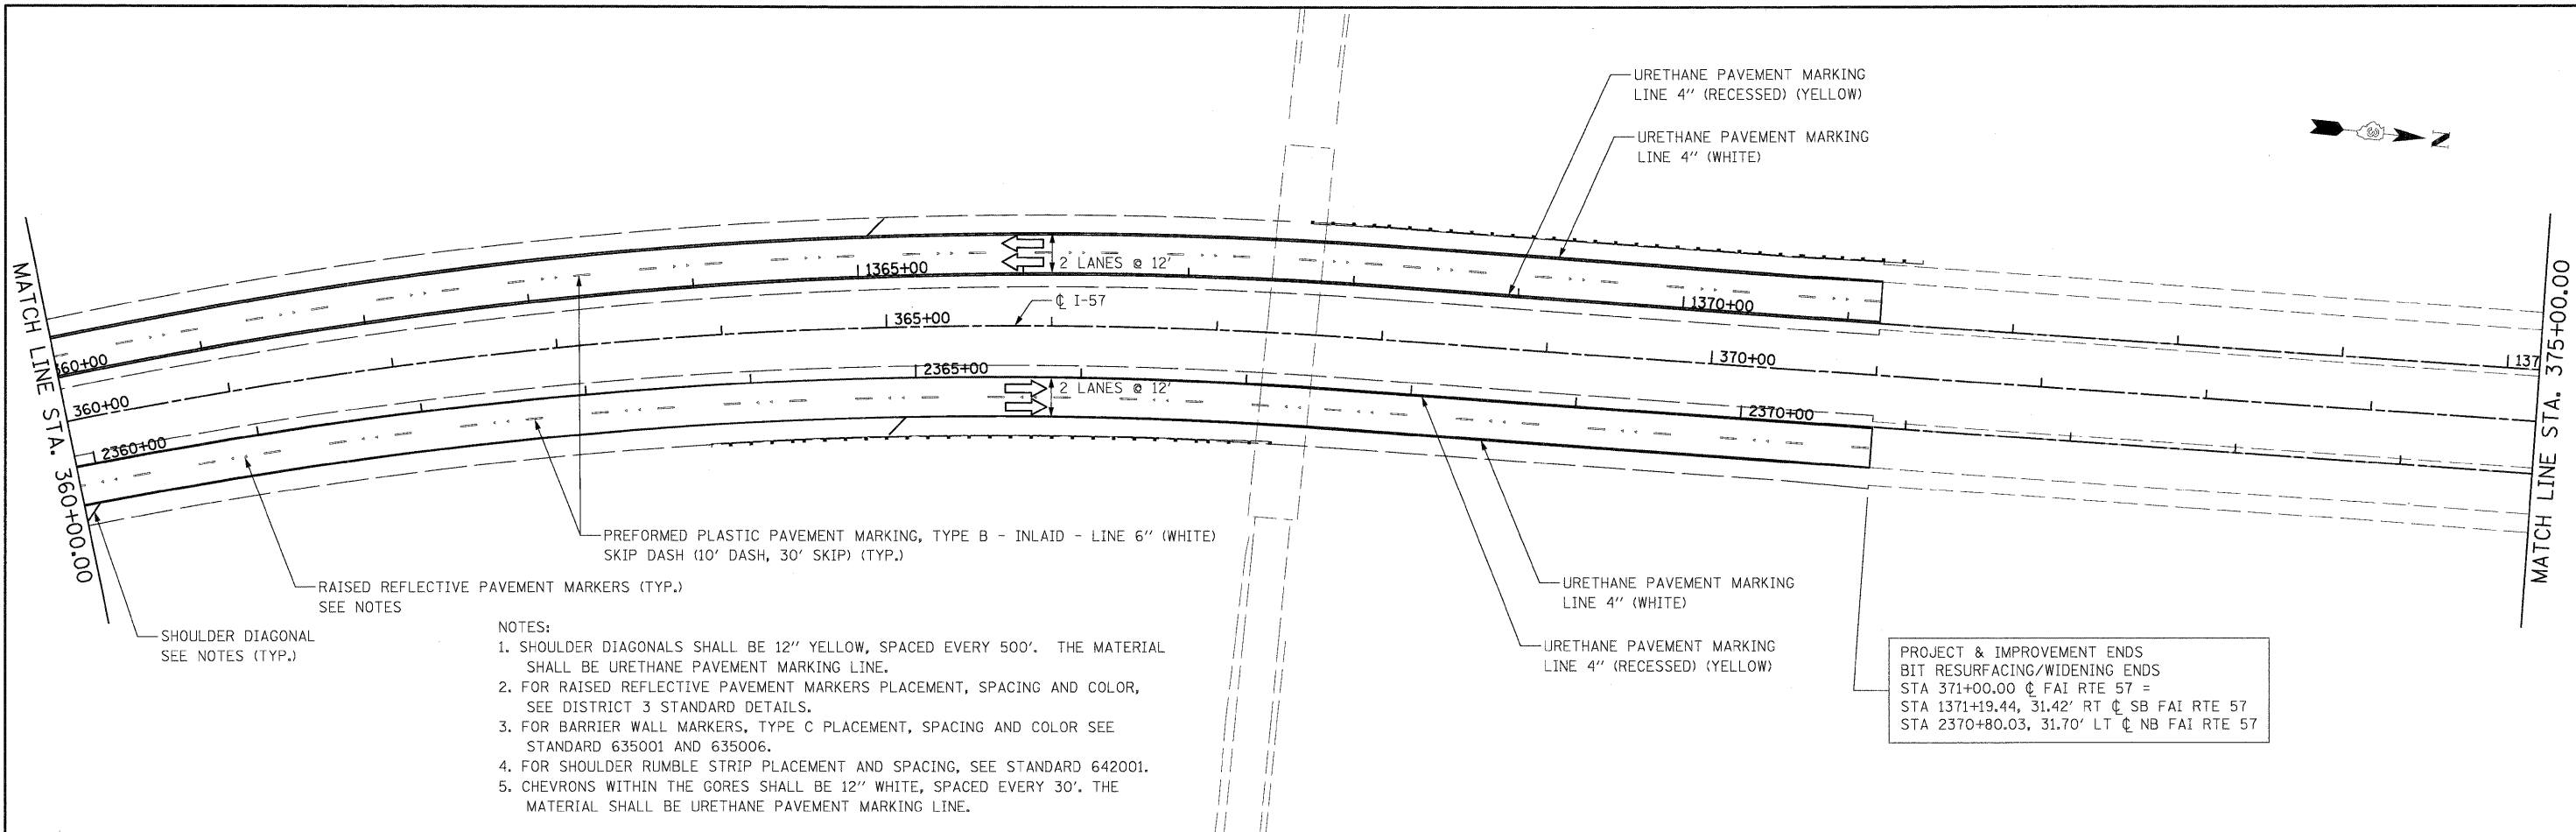 URETHANE PAVEMENT MARKING
LINE 4" (RECESSED) (YELLOW)
URETHANE PAVEMENT MARKING
LINE 4" (WHITE)
3
N
MATCH LINE STA. 360+00.00
MATCH LINE STA. 375+00.00
2 LANES @ 12'
1365+00
1370+00
137
℄ I-57
360+00
365+00
370+00
360+00
2365+00
2 LANES @ 12'
2360+00
2370+00
PREFORMED PLASTIC PAVEMENT MARKING, TYPE B - INLAID - LINE 6" (WHITE)
SKIP DASH (10' DASH, 30' SKIP) (TYP.)
RAISED REFLECTIVE PAVEMENT MARKERS (TYP.)
SEE NOTES
SHOULDER DIAGONAL
SEE NOTES (TYP.)
URETHANE PAVEMENT MARKING
LINE 4" (WHITE)
URETHANE PAVEMENT MARKING
LINE 4" (RECESSED) (YELLOW)
NOTES:
1. SHOULDER DIAGONALS SHALL BE 12" YELLOW, SPACED EVERY 500'. THE MATERIAL
SHALL BE URETHANE PAVEMENT MARKING LINE.
2. FOR RAISED REFLECTIVE PAVEMENT MARKERS PLACEMENT, SPACING AND COLOR,
SEE DISTRICT 3 STANDARD DETAILS.
3. FOR BARRIER WALL MARKERS, TYPE C PLACEMENT, SPACING AND COLOR SEE
STANDARD 635001 AND 635006.
4. FOR SHOULDER RUMBLE STRIP PLACEMENT AND SPACING, SEE STANDARD 642001.
5. CHEVRONS WITHIN THE GORES SHALL BE 12" WHITE, SPACED EVERY 30'. THE
MATERIAL SHALL BE URETHANE PAVEMENT MARKING LINE.
PROJECT & IMPROVEMENT ENDS
BIT RESURFACING/WIDENING ENDS
STA 371+00.00 ℄ FAI RTE 57 =
STA 1371+19.44, 31.42' RT ℄ SB FAI RTE 57
STA 2370+80.03, 31.70' LT ℄ NB FAI RTE 57